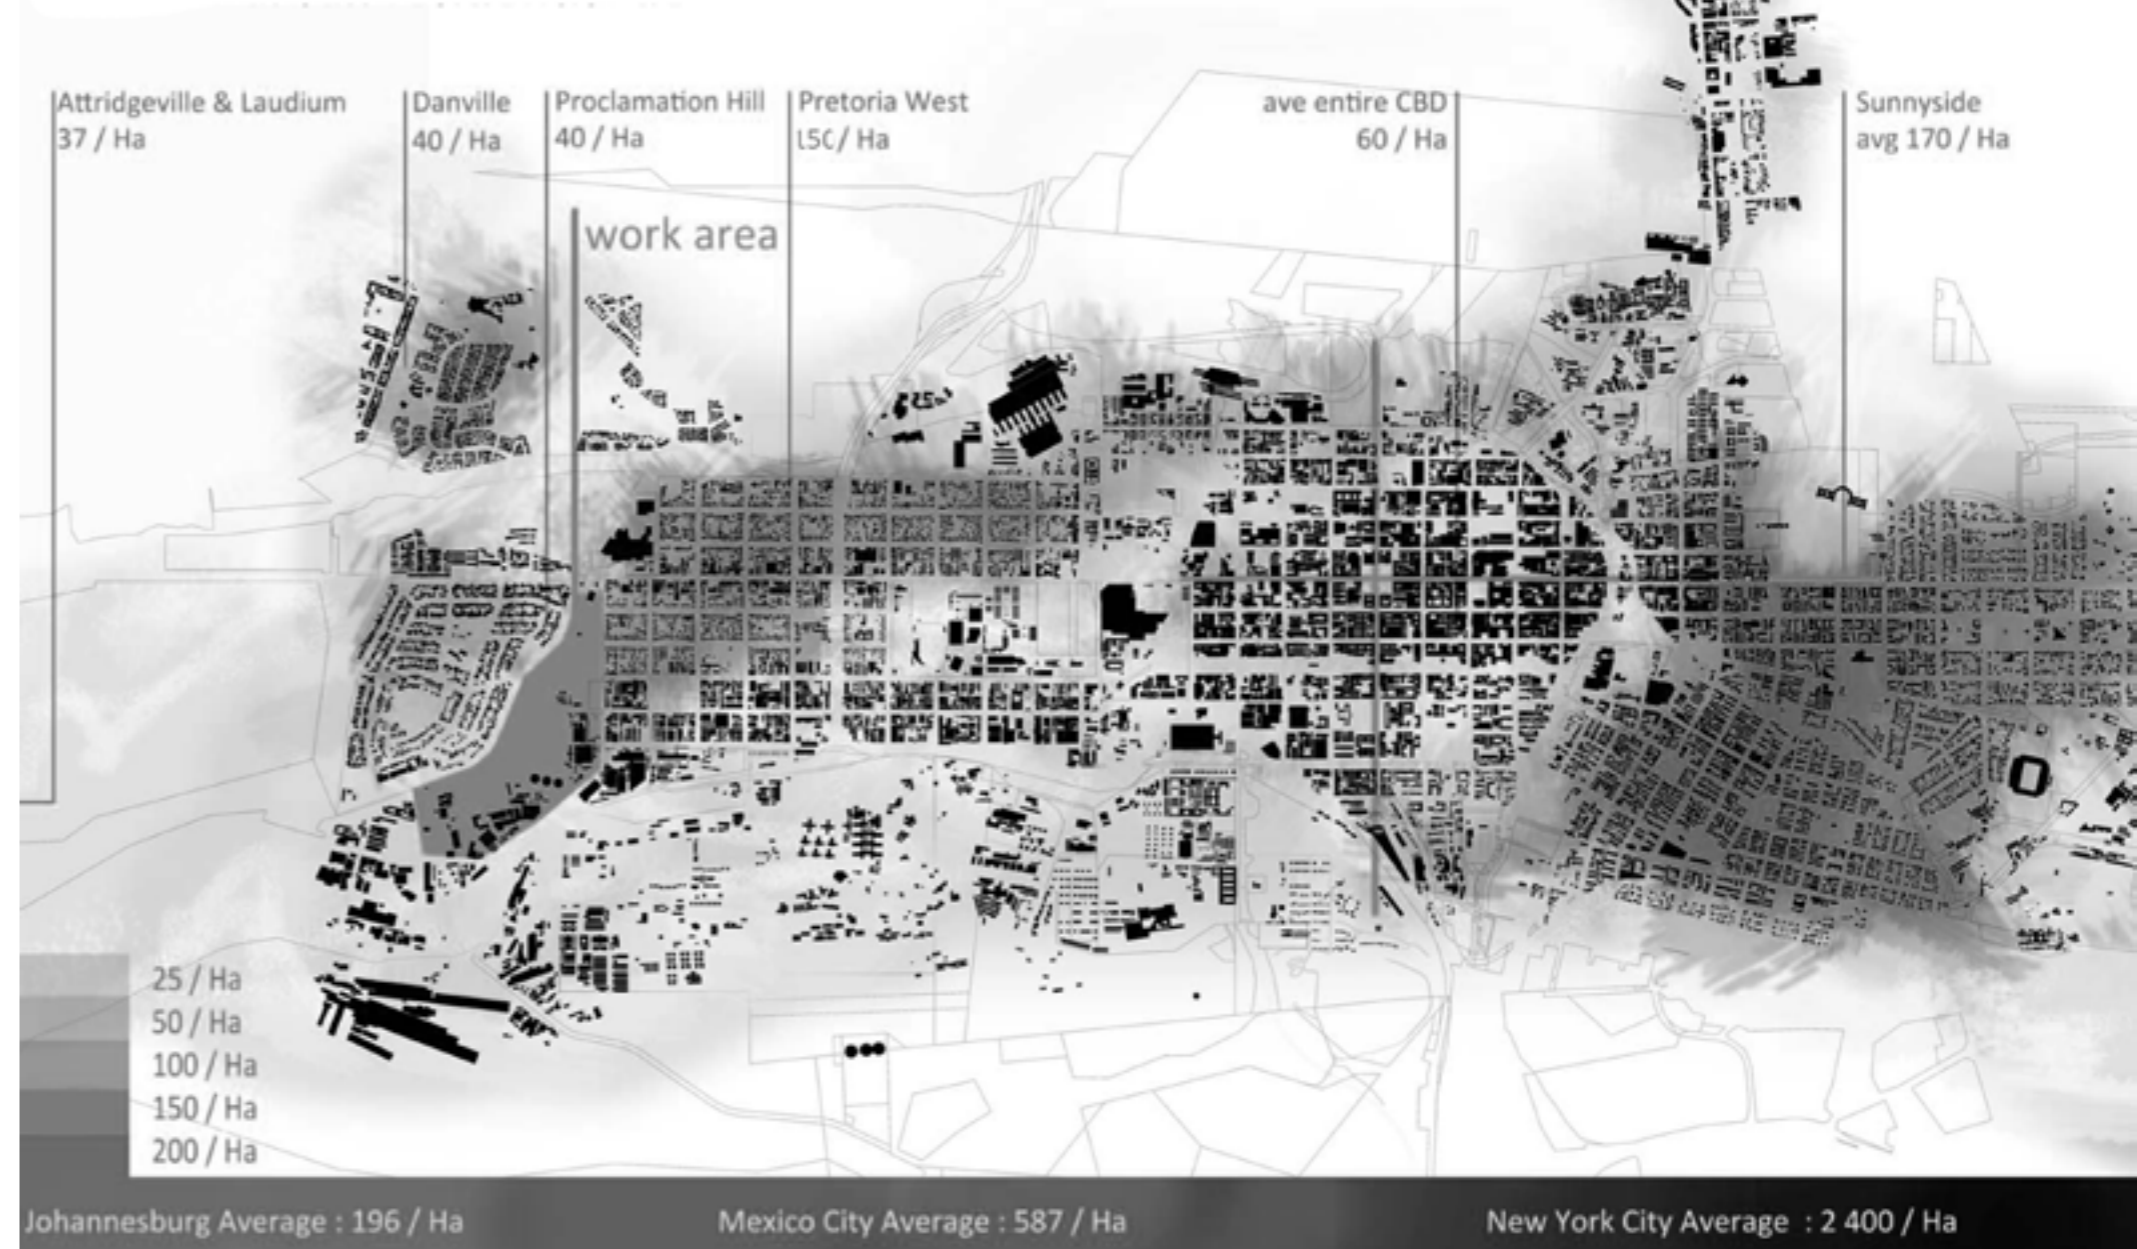 Attridgeville & Laudium
37 / Ha
Danville
40 / Ha
Proclamation Hill
40 / Ha
Pretoria West
150/ Ha
ave entire CBD
60 / Ha
Sunnyside
avg 170 / Ha
work area
25 / Ha
50 / Ha
100 / Ha
150 / Ha
200 / Ha
Johannesburg Average : 196 / Ha
Mexico City Average : 587 / Ha
New York City Average : 2 400 / Ha